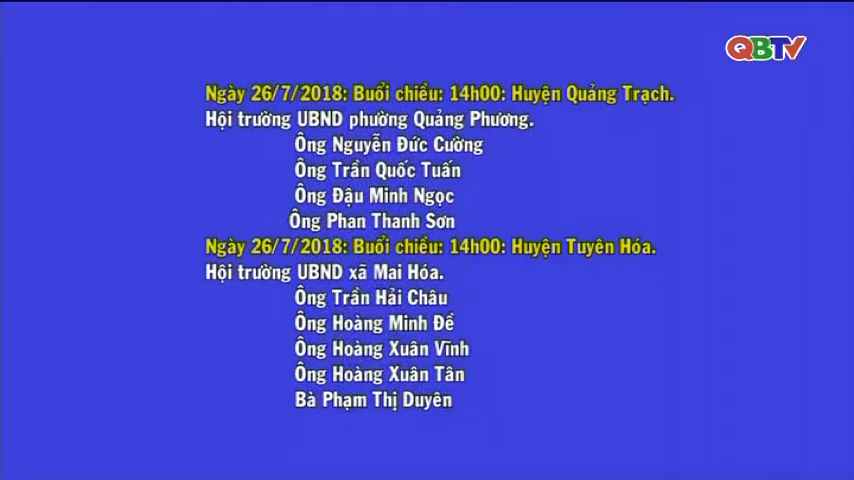 QBTV
Ngày 26/7/2018: Buổi chiều: 14h00: Huyện Quảng Trạch.
Hội trường UBND phường Quảng Phương.
Ông Nguyễn Đức Cường
Ông Trần Quốc Tuấn
Ông Đậu Minh Ngọc
Ông Phan Thanh Sơn
Ngày 26/7/2018: Buổi chiều: 14h00: Huyện Tuyên Hóa.
Hội trường UBND xã Mai Hóa.
Ông Trần Hải Châu
Ông Hoàng Minh Đề
Ông Hoàng Xuân Vĩnh
Ông Hoàng Xuân Tân
Bà Phạm Thị Duyên